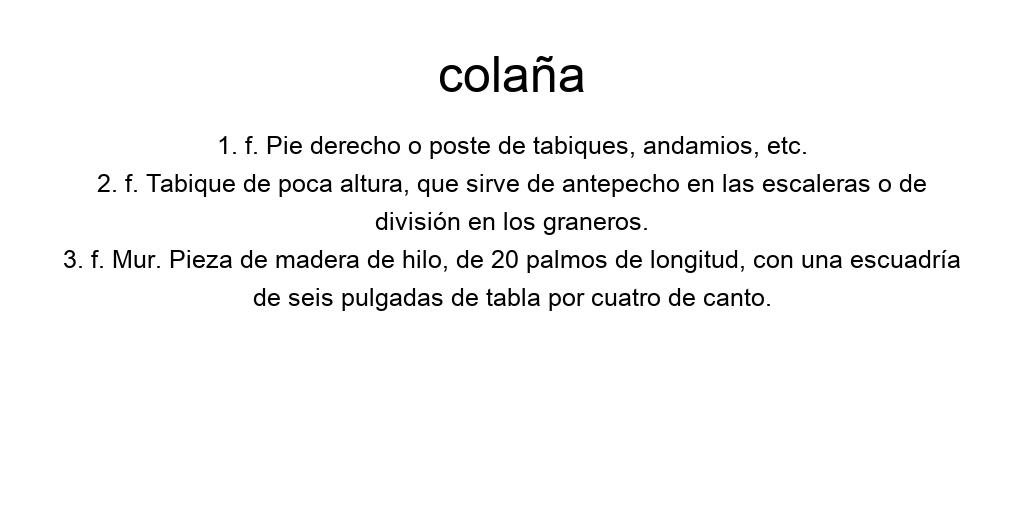 colaña
1. f. Pie derecho o poste de tabiques, andamios, etc.
2. f. Tabique de poca altura, que sirve de antepecho en las escaleras o de
división en los graneros.
3. f. Mur. Pieza de madera de hilo, de 20 palmos de longitud, con una escuadría
de seis pulgadas de tabla por cuatro de canto.